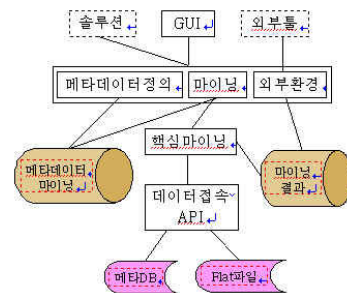 솔루션
GUI
외부툴
메타데이터정의
마이닝
외부환경
핵심마이닝
메타데이터
마이닝
마이닝
결과
데이터접속
API
메타DB
Flat파일